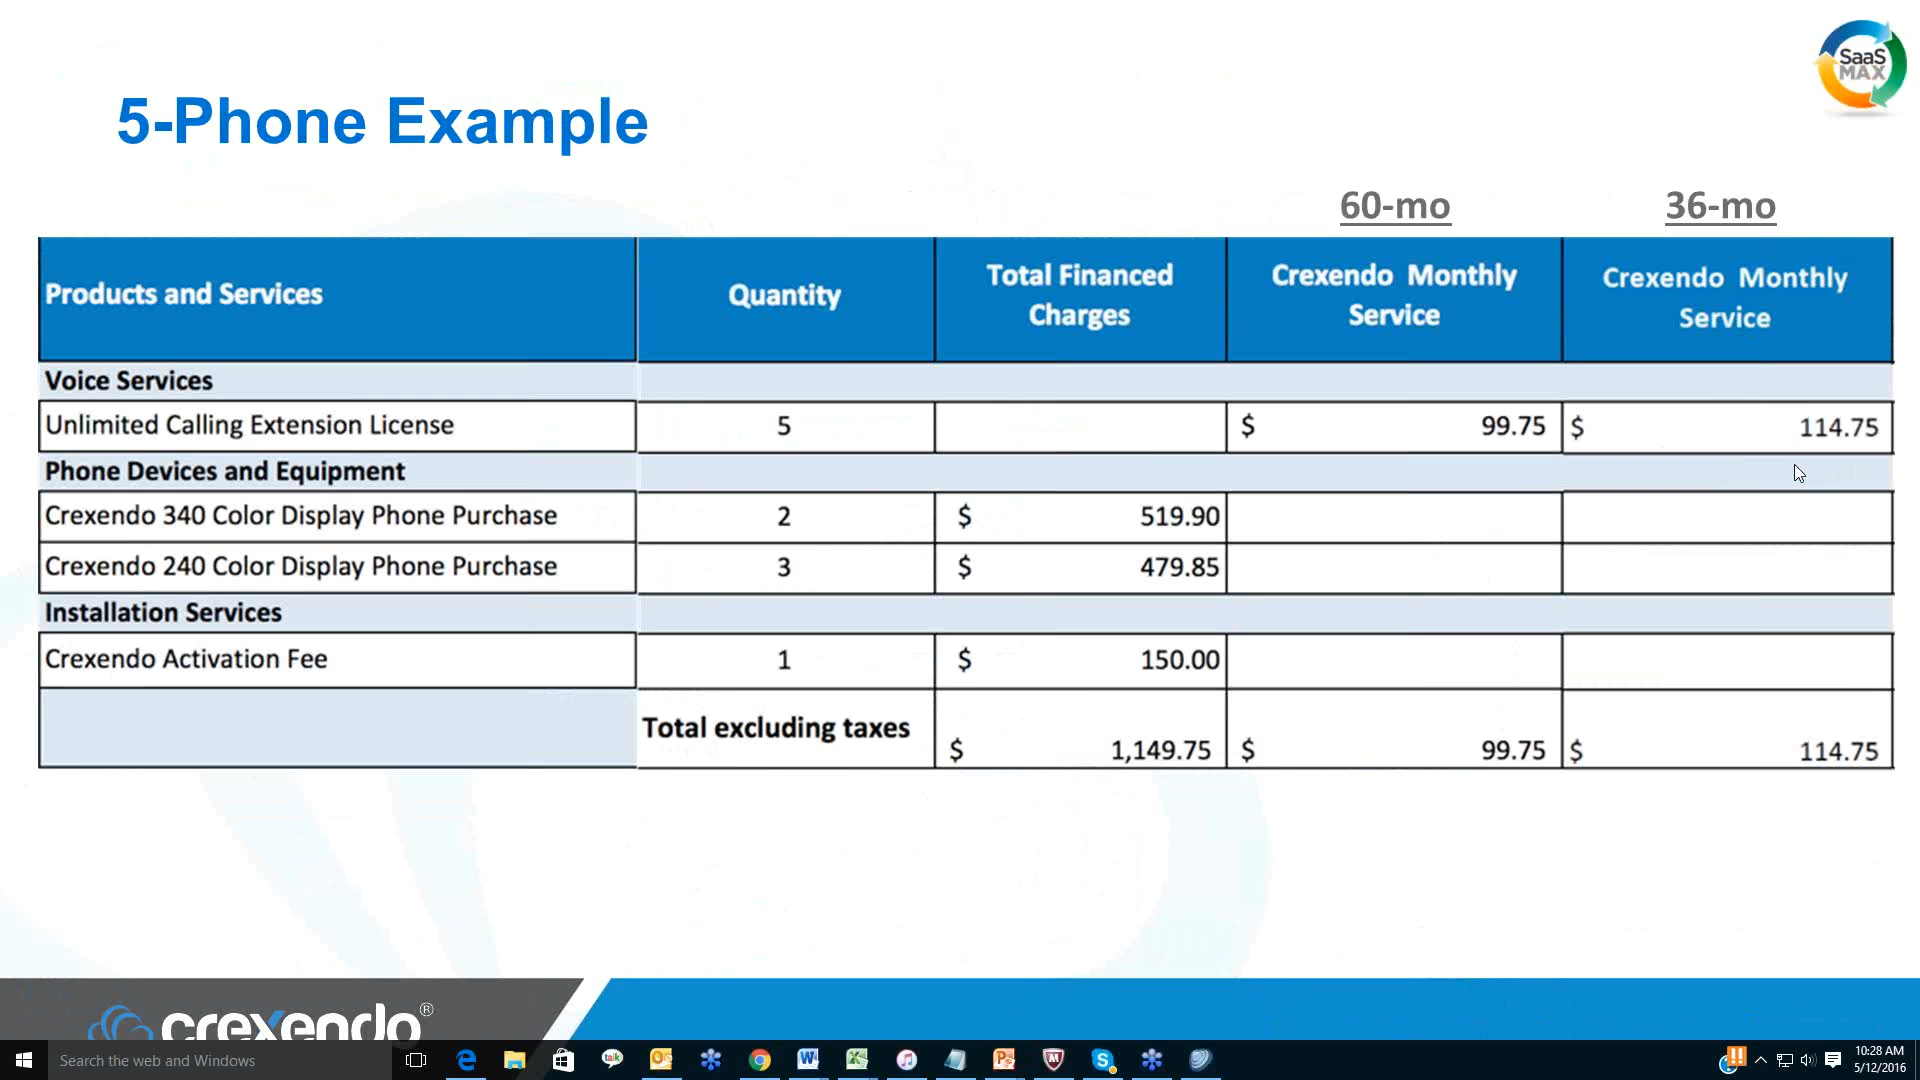 SaaS
MAX
5-Phone Example
60-mo 36-mo
Products and Services Quantity Total Financed Charges Crexendo Monthly Service Crexendo Monthly Service
Voice Services
Unlimited Calling Extension License 5 $ 99.75 $ 114.75
Phone Devices and Equipment
Crexendo 340 Color Display Phone Purchase 2 $ 519.90
Crexendo 240 Color Display Phone Purchase 3 $ 479.85
Installation Services
Crexendo Activation Fee 1 $ 150.00
Total excluding taxes $ 1,149.75 $ 99.75 $ 114.75
crexendo®
Search the web and Windows
talk
10:28 AM
5/12/2016